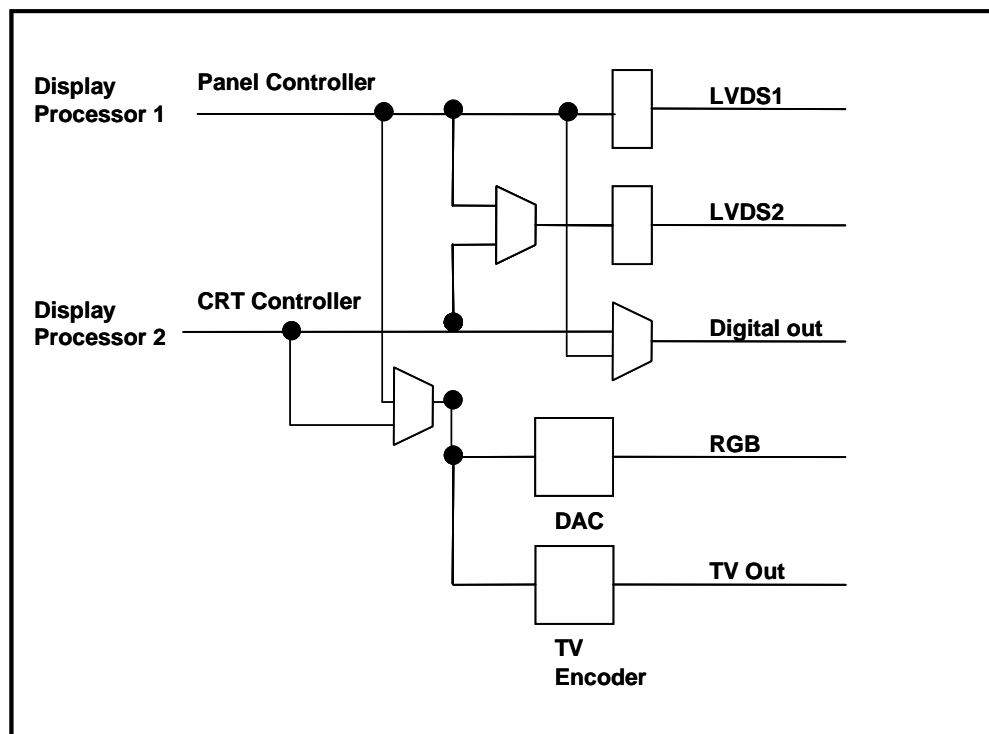 Display
Processor 1
Panel Controller
LVDS1
LVDS2
Display
Processor 2
CRT Controller
Digital out
RGB
DAC
TV Out
TV
Encoder